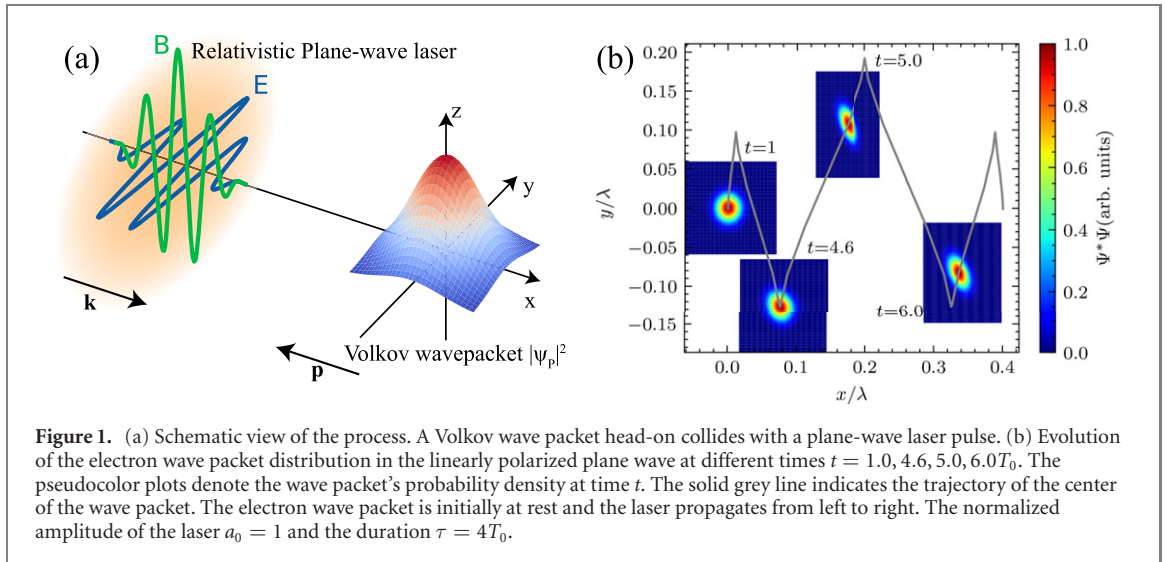 (a)
B
Relativistic Plane-wave laser
E
z
y
x
k
p
Volkov wavepacket |ψ_P|²
(b)
0.20
0.15
0.10
0.05
0.00
−0.05
−0.10
−0.15
y/λ
t=5.0
t=1
t=4.6
t=6.0
0.0 0.1 0.2 0.3 0.4
x/λ
1.0
0.8
0.6
0.4
0.2
0.0
Ψ* Ψ(arb. units)
Figure 1. (a) Schematic view of the process. A Volkov wave packet head-on collides with a plane-wave laser pulse. (b) Evolution
of the electron wave packet distribution in the linearly polarized plane wave at different times t = 1.0, 4.6, 5.0, 6.0T₀. The
pseudocolor plots denote the wave packet's probability density at time t. The solid grey line indicates the trajectory of the center
of the wave packet. The electron wave packet is initially at rest and the laser propagates from left to right. The normalized
amplitude of the laser a₀ = 1 and the duration τ = 4T₀.